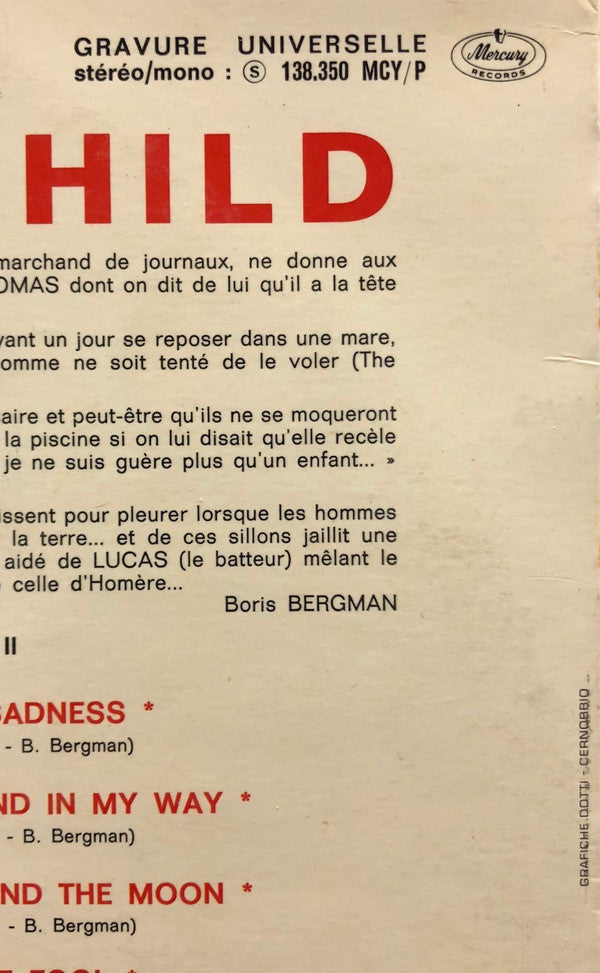 GRAVURE UNIVERSELLE
stéréo/mono : S 138.350 MCY/P
Mercury
RECORDS
HILD
marchand de journaux, ne donne aux
OMAS dont on dit de lui qu'il a la tête
yant un jour se reposer dans une mare,
omme ne soit tenté de le voler (The
aire et peut-être qu'ils ne se moqueront
la piscine si on lui disait qu'elle recèle
je ne suis guère plus qu'un enfant... »
issent pour pleurer lorsque les hommes
la terre... et de ces sillons jaillit une
aidé de LUCAS (le batteur) mêlant le
celle d'Homère...
Boris BERGMAN
II
SADNESS *
- B. Bergman)
ND IN MY WAY *
- B. Bergman)
ND THE MOON *
- B. Bergman)
FOOL *
GRAFICHE DOTTI - CERNOBBIO